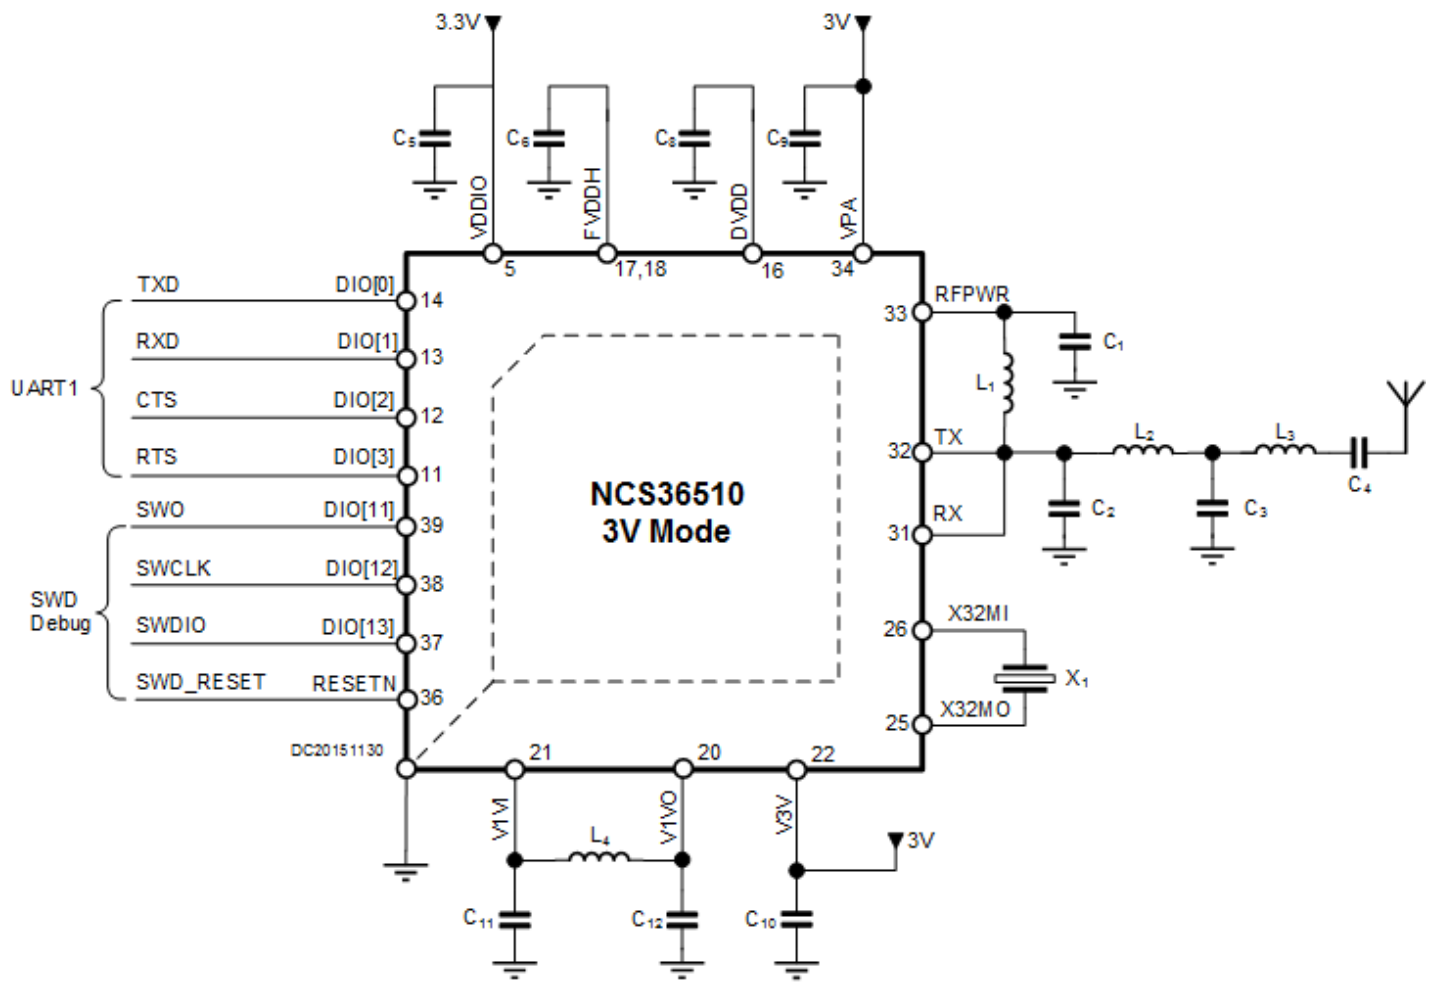 3.3V
3V
C5
C6
C8
C9
VDDIO
FVDDH
DVDD
VPA
5
17,18
16
34
TXD
DIO[0]
14
RXD
DIO[1]
13
CTS
DIO[2]
12
RTS
DIO[3]
11
UART1
SWO
DIO[11]
39
SWCLK
DIO[12]
38
SWDIO
DIO[13]
37
SWD_RESET
RESETN
36
SWD
Debug
DC20151130
NCS36510
3V Mode
33
RFPWR
C1
L1
32
TX
L2
L3
C4
31
RX
C2
C3
26
X32MI
X1
25
X32MO
21
20
22
V1VI
V1VO
V3V
L4
3V
C11
C12
C10